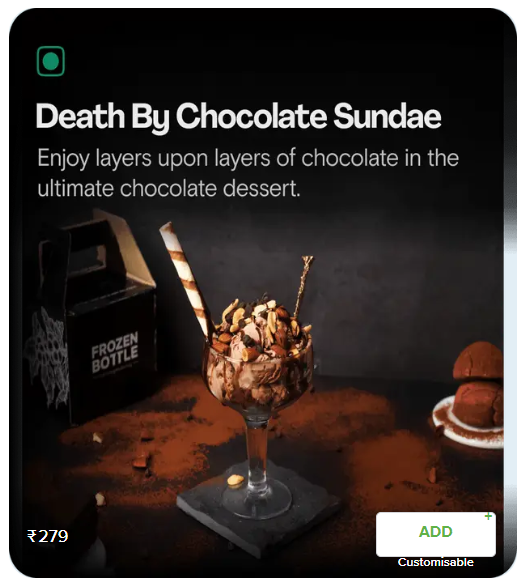 Death By Chocolate Sundae
Enjoy layers upon layers of chocolate in the
ultimate chocolate dessert.
FROZEN
BOTTLE
₹279
ADD
+
Customisable